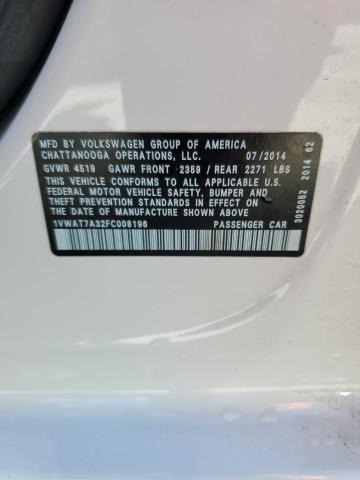 MFD BY VOLKSWAGEN GROUP OF AMERICA
CHATTANOOGA OPERATIONS, LLC. 07/2014
GVWR 4519 GAWR FRONT 2359 / REAR 2271 LBS
THIS VEHICLE CONFORMS TO ALL APPLICABLE U.S.
FEDERAL MOTOR VEHICLE SAFETY, BUMPER AND
THEFT PREVENTION STANDARDS IN EFFECT ON THE
DATE OF MANUFACTURE SHOWN ABOVE.
1VWAT7A32FC008196 PASSENGER CAR
3020052 2014 62